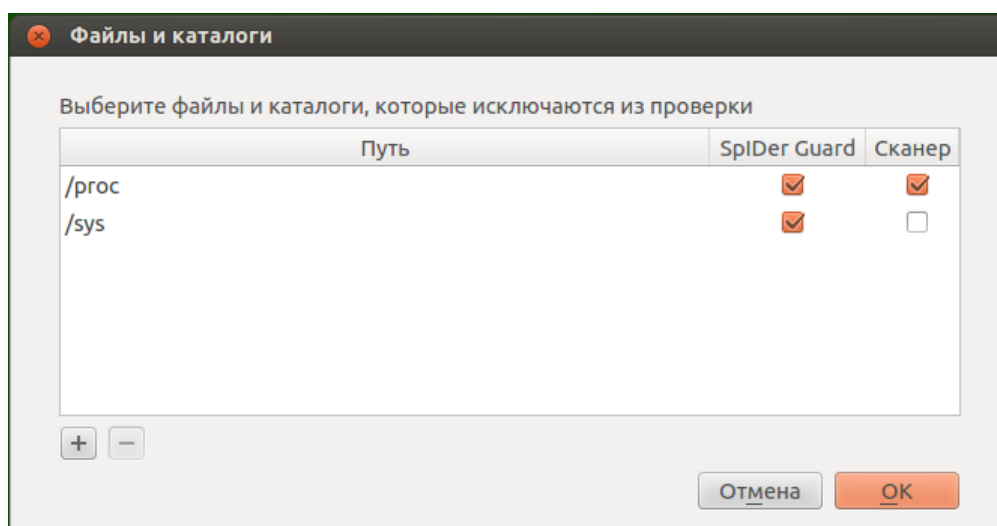 Файлы и каталоги
Выберите файлы и каталоги, которые исключаются из проверки
Путь SpIDer Guard Сканер
/proc
/sys
Отмена OK